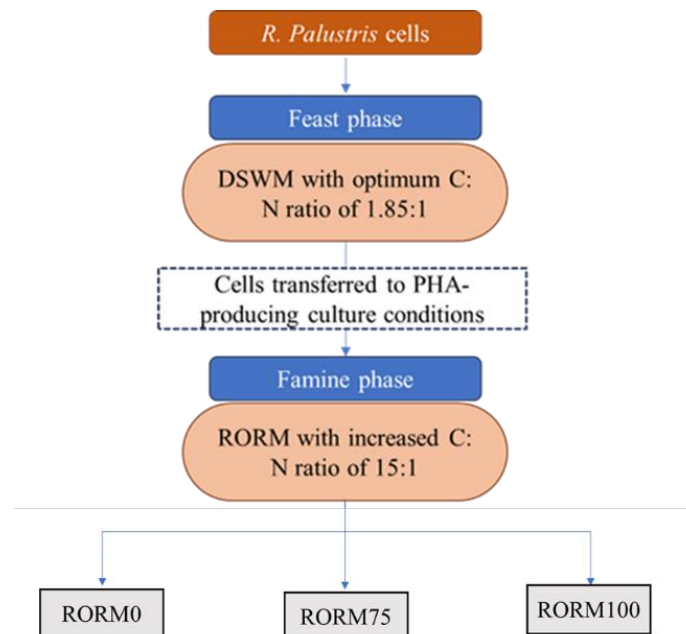 R. Palustris cells
Feast phase
DSWM with optimum C:
N ratio of 1.85:1
Cells transferred to PHA-
producing culture conditions
Famine phase
RORM with increased C:
N ratio of 15:1
RORM0
RORM75
RORM100